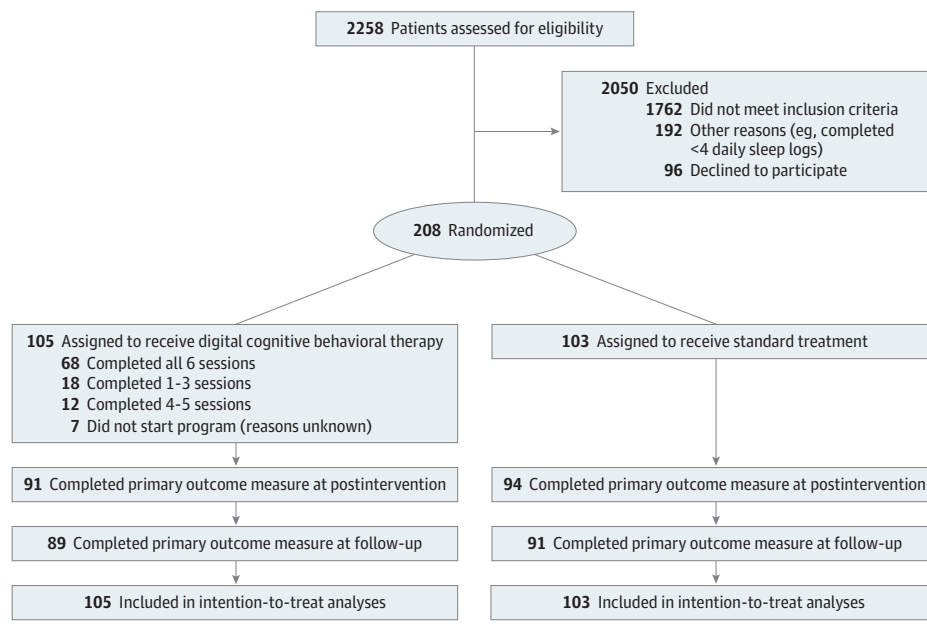 2258 Patients assessed for eligibility
2050 Excluded
1762 Did not meet inclusion criteria
192 Other reasons (eg, completed
<4 daily sleep logs)
96 Declined to participate
208 Randomized
105 Assigned to receive digital cognitive behavioral therapy
68 Completed all 6 sessions
18 Completed 1-3 sessions
12 Completed 4-5 sessions
7 Did not start program (reasons unknown)
103 Assigned to receive standard treatment
91 Completed primary outcome measure at postintervention
94 Completed primary outcome measure at postintervention
89 Completed primary outcome measure at follow-up
91 Completed primary outcome measure at follow-up
105 Included in intention-to-treat analyses
103 Included in intention-to-treat analyses